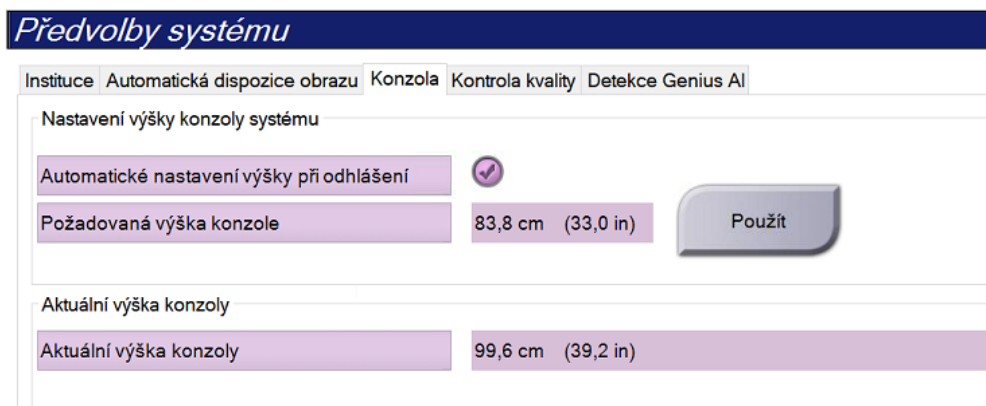 Předvolby systému
Instituce Automatická dispozice obrazu Konzola Kontrola kvality Detekce Genius AI
Nastavení výšky konzoly systému
Automatické nastavení výšky při odhlášení
Požadovaná výška konzole 83,8 cm (33,0 in) Použít
Aktuální výška konzoly
Aktuální výška konzoly 99,6 cm (39,2 in)